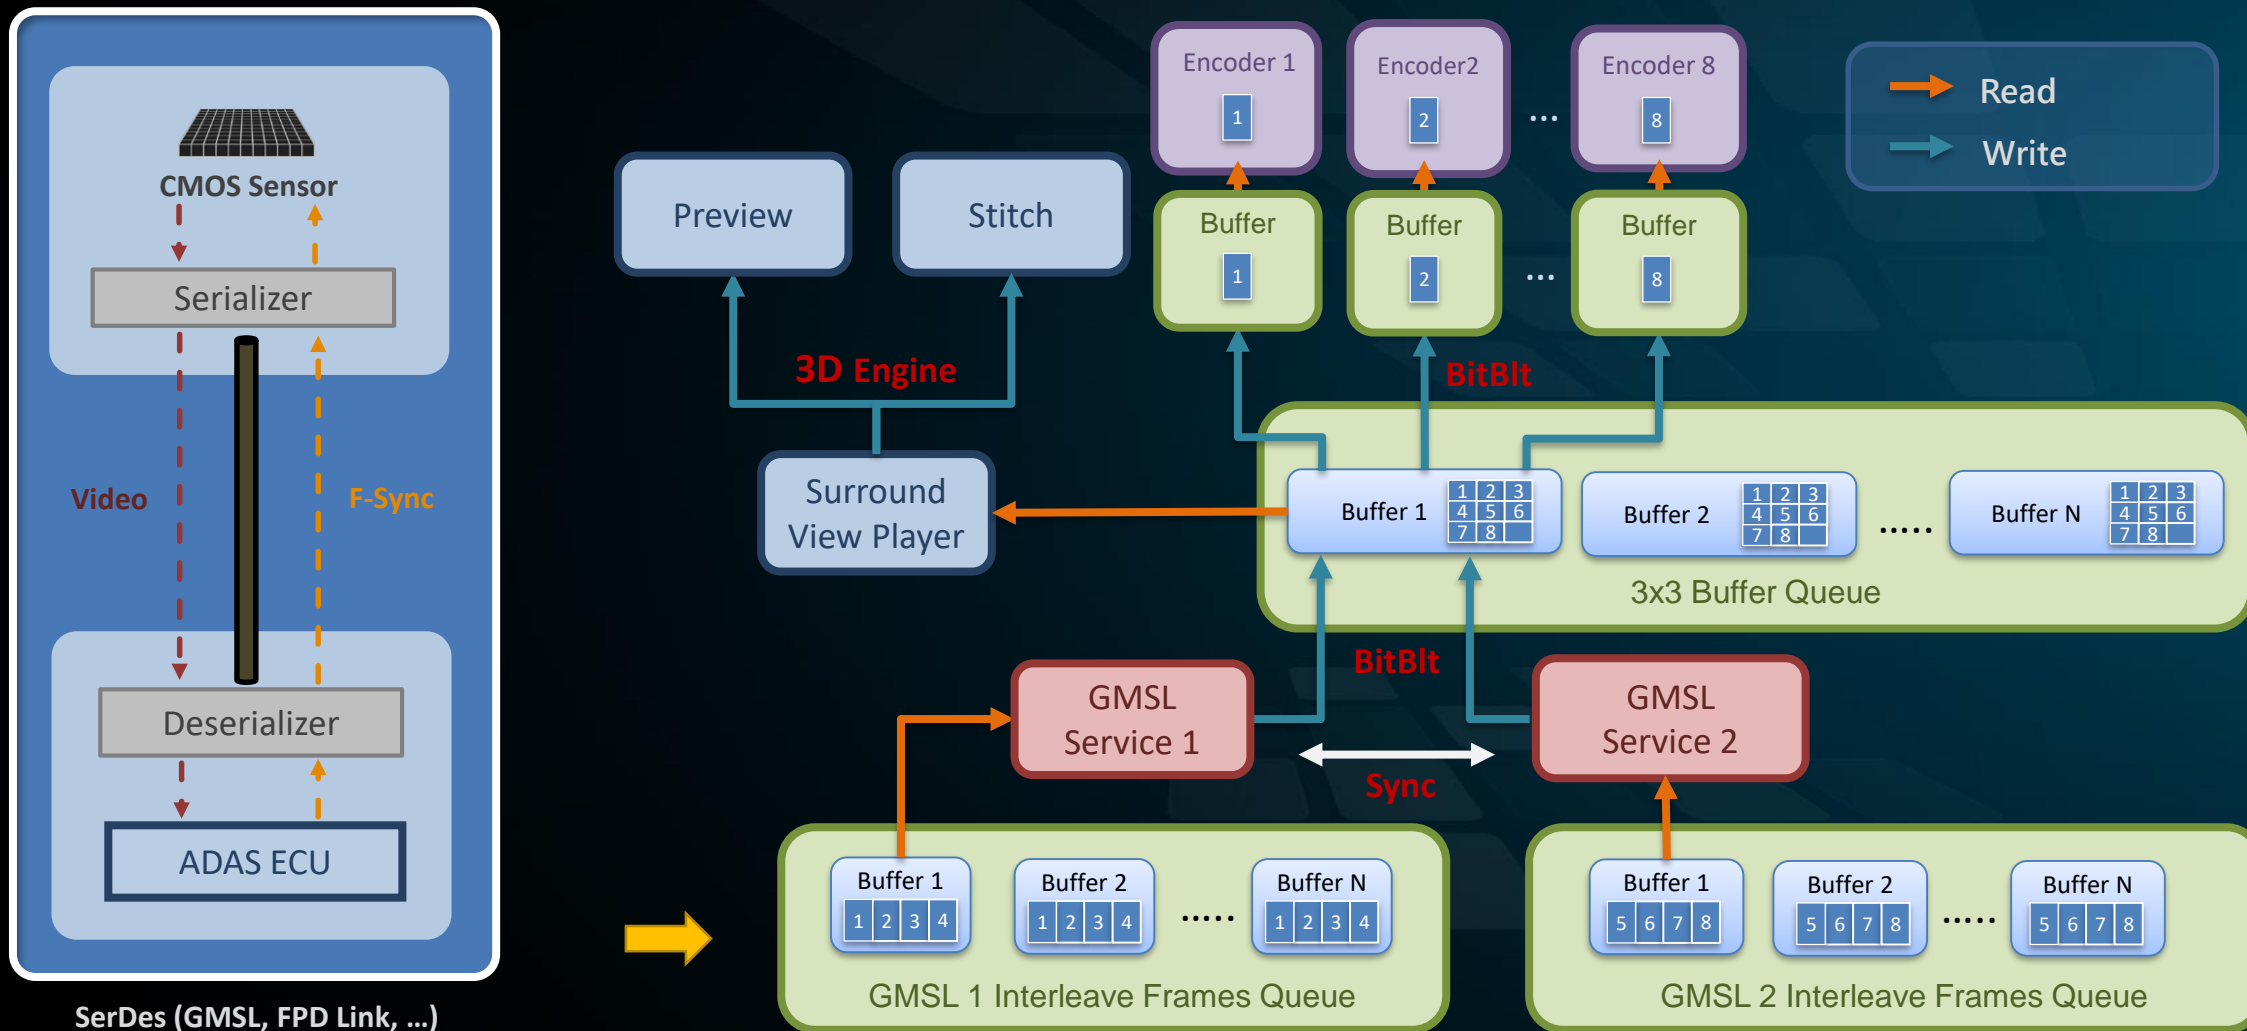 CMOS Sensor
Serializer
Video
F-Sync
Deserializer
ADAS ECU
SerDes (GMSL, FPD Link, ...)
Encoder 1
1
Encoder2
2
...
Encoder 8
8
Read
Write
Preview
Stitch
Buffer
1
Buffer
2
...
Buffer
8
3D Engine
BitBlt
Surround
View Player
Buffer 1
1 2 3
4 5 6
7 8
Buffer 2
1 2 3
4 5 6
7 8
.....
Buffer N
1 2 3
4 5 6
7 8
3x3 Buffer Queue
BitBlt
GMSL
Service 1
GMSL
Service 2
Sync
Buffer 1
1 2 3 4
Buffer 2
1 2 3 4
.....
Buffer N
1 2 3 4
GMSL 1 Interleave Frames Queue
Buffer 1
5 6 7 8
Buffer 2
5 6 7 8
.....
Buffer N
5 6 7 8
GMSL 2 Interleave Frames Queue